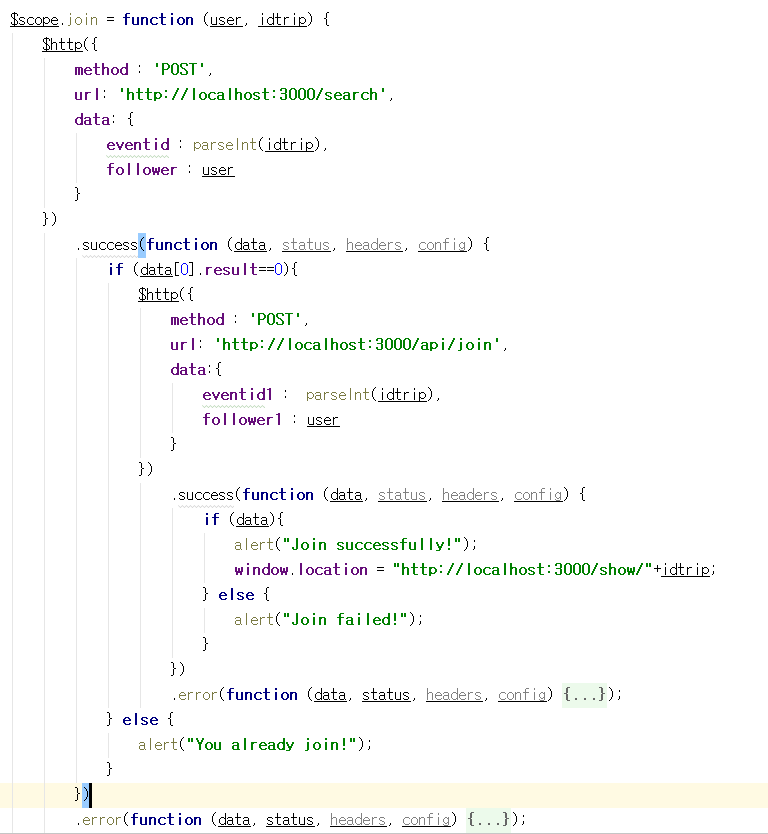 $scope.join = function (user, idtrip) {
    $http({
        method : 'POST',
        url: 'http://localhost:3000/search',
        data: {
            eventid : parseInt(idtrip),
            follower : user
        }
    })
        .success(function (data, status, headers, config) {
            if (data[0].result==0){
                $http({
                    method : 'POST',
                    url: 'http://localhost:3000/api/join',
                    data:{
                        eventid1 :  parseInt(idtrip),
                        follower1 : user
                    }
                })
                    .success(function (data, status, headers, config) {
                        if (data){
                            alert("Join successfully!");
                            window.location = "http://localhost:3000/show/"+idtrip;
                        } else {
                            alert("Join failed!");
                        }
                    })
                    .error(function (data, status, headers, config) {...});
            } else {
                alert("You already join!");
            }
        })
        .error(function (data, status, headers, config) {...});